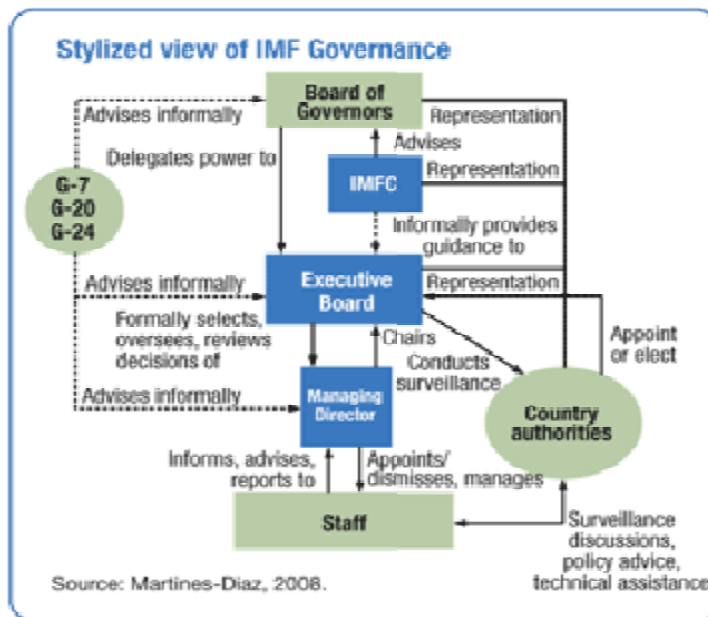 Stylized view of IMF Governance
Board of
Governors
Advises informally
Representation
Delegates power to
Advises
IMFC
Representation
G-7
G-20
G-24
Informally provides
guidance to
Advises informally
Executive
Board
Representation
Formally selects,
oversees, reviews
decisions of
Chairs
Appoint
or elect
Conducts
surveillance
Advises informally
Managing
Director
Country
authorities
Informs, advises,
reports to
Appoints/
dismisses, manages
Staff
Surveillance
discussions,
policy advice,
technical assistance
Source: Martines-Diaz, 2008.